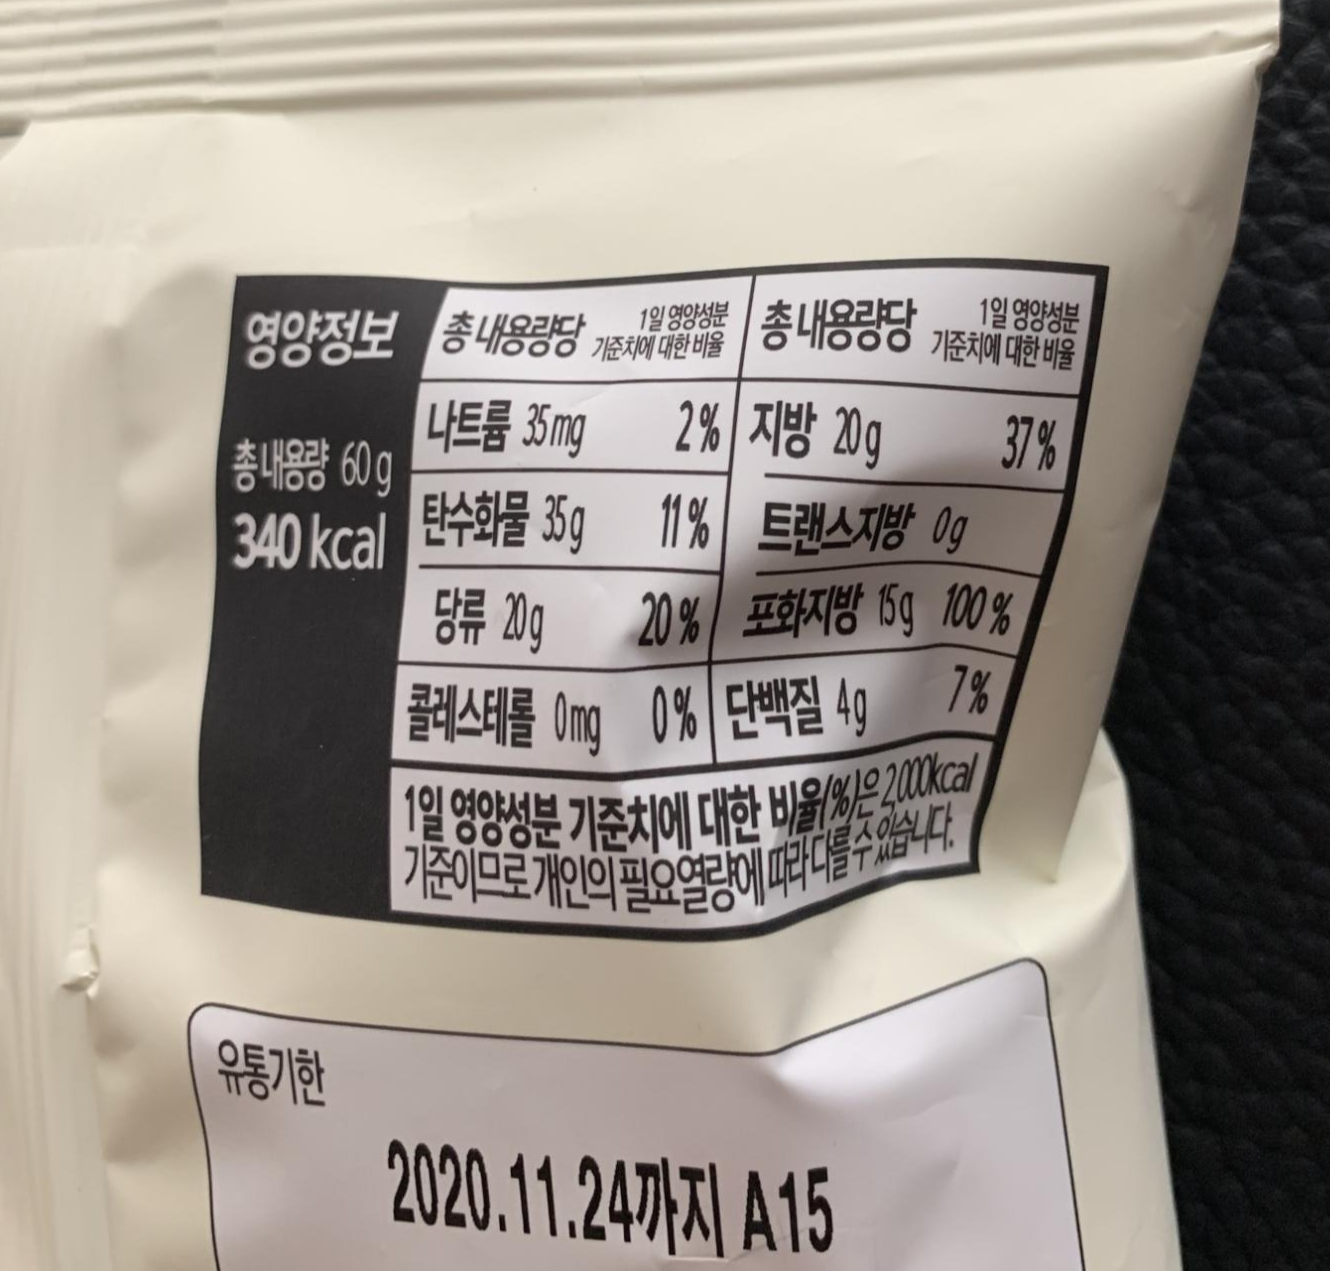 영양정보
총 내용량 60g
340 kcal
총 내용량당 1일 영양성분
기준치에 대한 비율
총 내용량당 1일 영양성분
기준치에 대한 비율
나트륨 35mg 2%
지방 20g 37%
탄수화물 35g 11%
트랜스지방 0g
당류 20g 20%
포화지방 15g 100%
콜레스테롤 0mg 0%
단백질 4g 7%
1일 영양성분 기준치에 대한 비율(%)은 2,000kcal
기준이므로 개인의 필요 열량에 따라 다를 수 있습니다.
유통기한
2020.11.24까지 A15